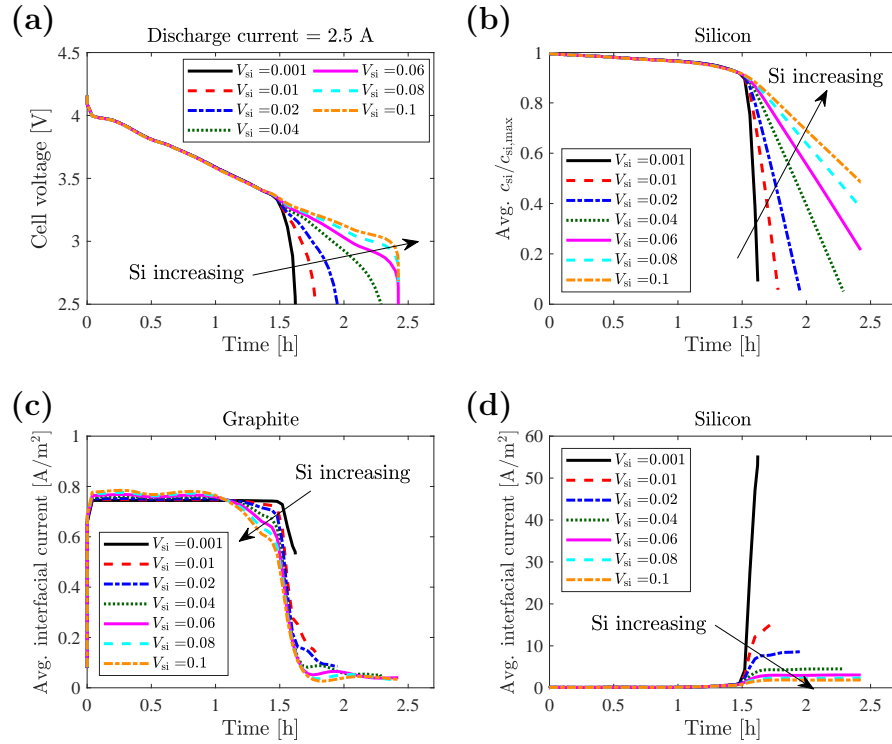 (a)
Discharge current = 2.5 A
Cell voltage [V]
4.5
4
3.5
3
2.5
V_si =0.001
V_si =0.01
V_si =0.02
V_si =0.04
V_si =0.06
V_si =0.08
V_si =0.1
Si increasing
0 0.5 1 1.5 2 2.5
Time [h]
(b)
Silicon
Avg. c_si/c_si,max
1
0.8
0.6
0.4
0.2
0
Si increasing
V_si =0.001
V_si =0.01
V_si =0.02
V_si =0.04
V_si =0.06
V_si =0.08
V_si =0.1
0 0.5 1 1.5 2 2.5
Time [h]
(c)
Graphite
Avg. interfacial current [A/m²]
1
0.8
0.6
0.4
0.2
0
Si increasing
V_si =0.001
V_si =0.01
V_si =0.02
V_si =0.04
V_si =0.06
V_si =0.08
V_si =0.1
0 0.5 1 1.5 2 2.5
Time [h]
(d)
Silicon
Avg. interfacial current [A/m²]
60
50
40
30
20
10
0
V_si =0.001
V_si =0.01
V_si =0.02
V_si =0.04
V_si =0.06
V_si =0.08
V_si =0.1
Si increasing
0 0.5 1 1.5 2 2.5
Time [h]